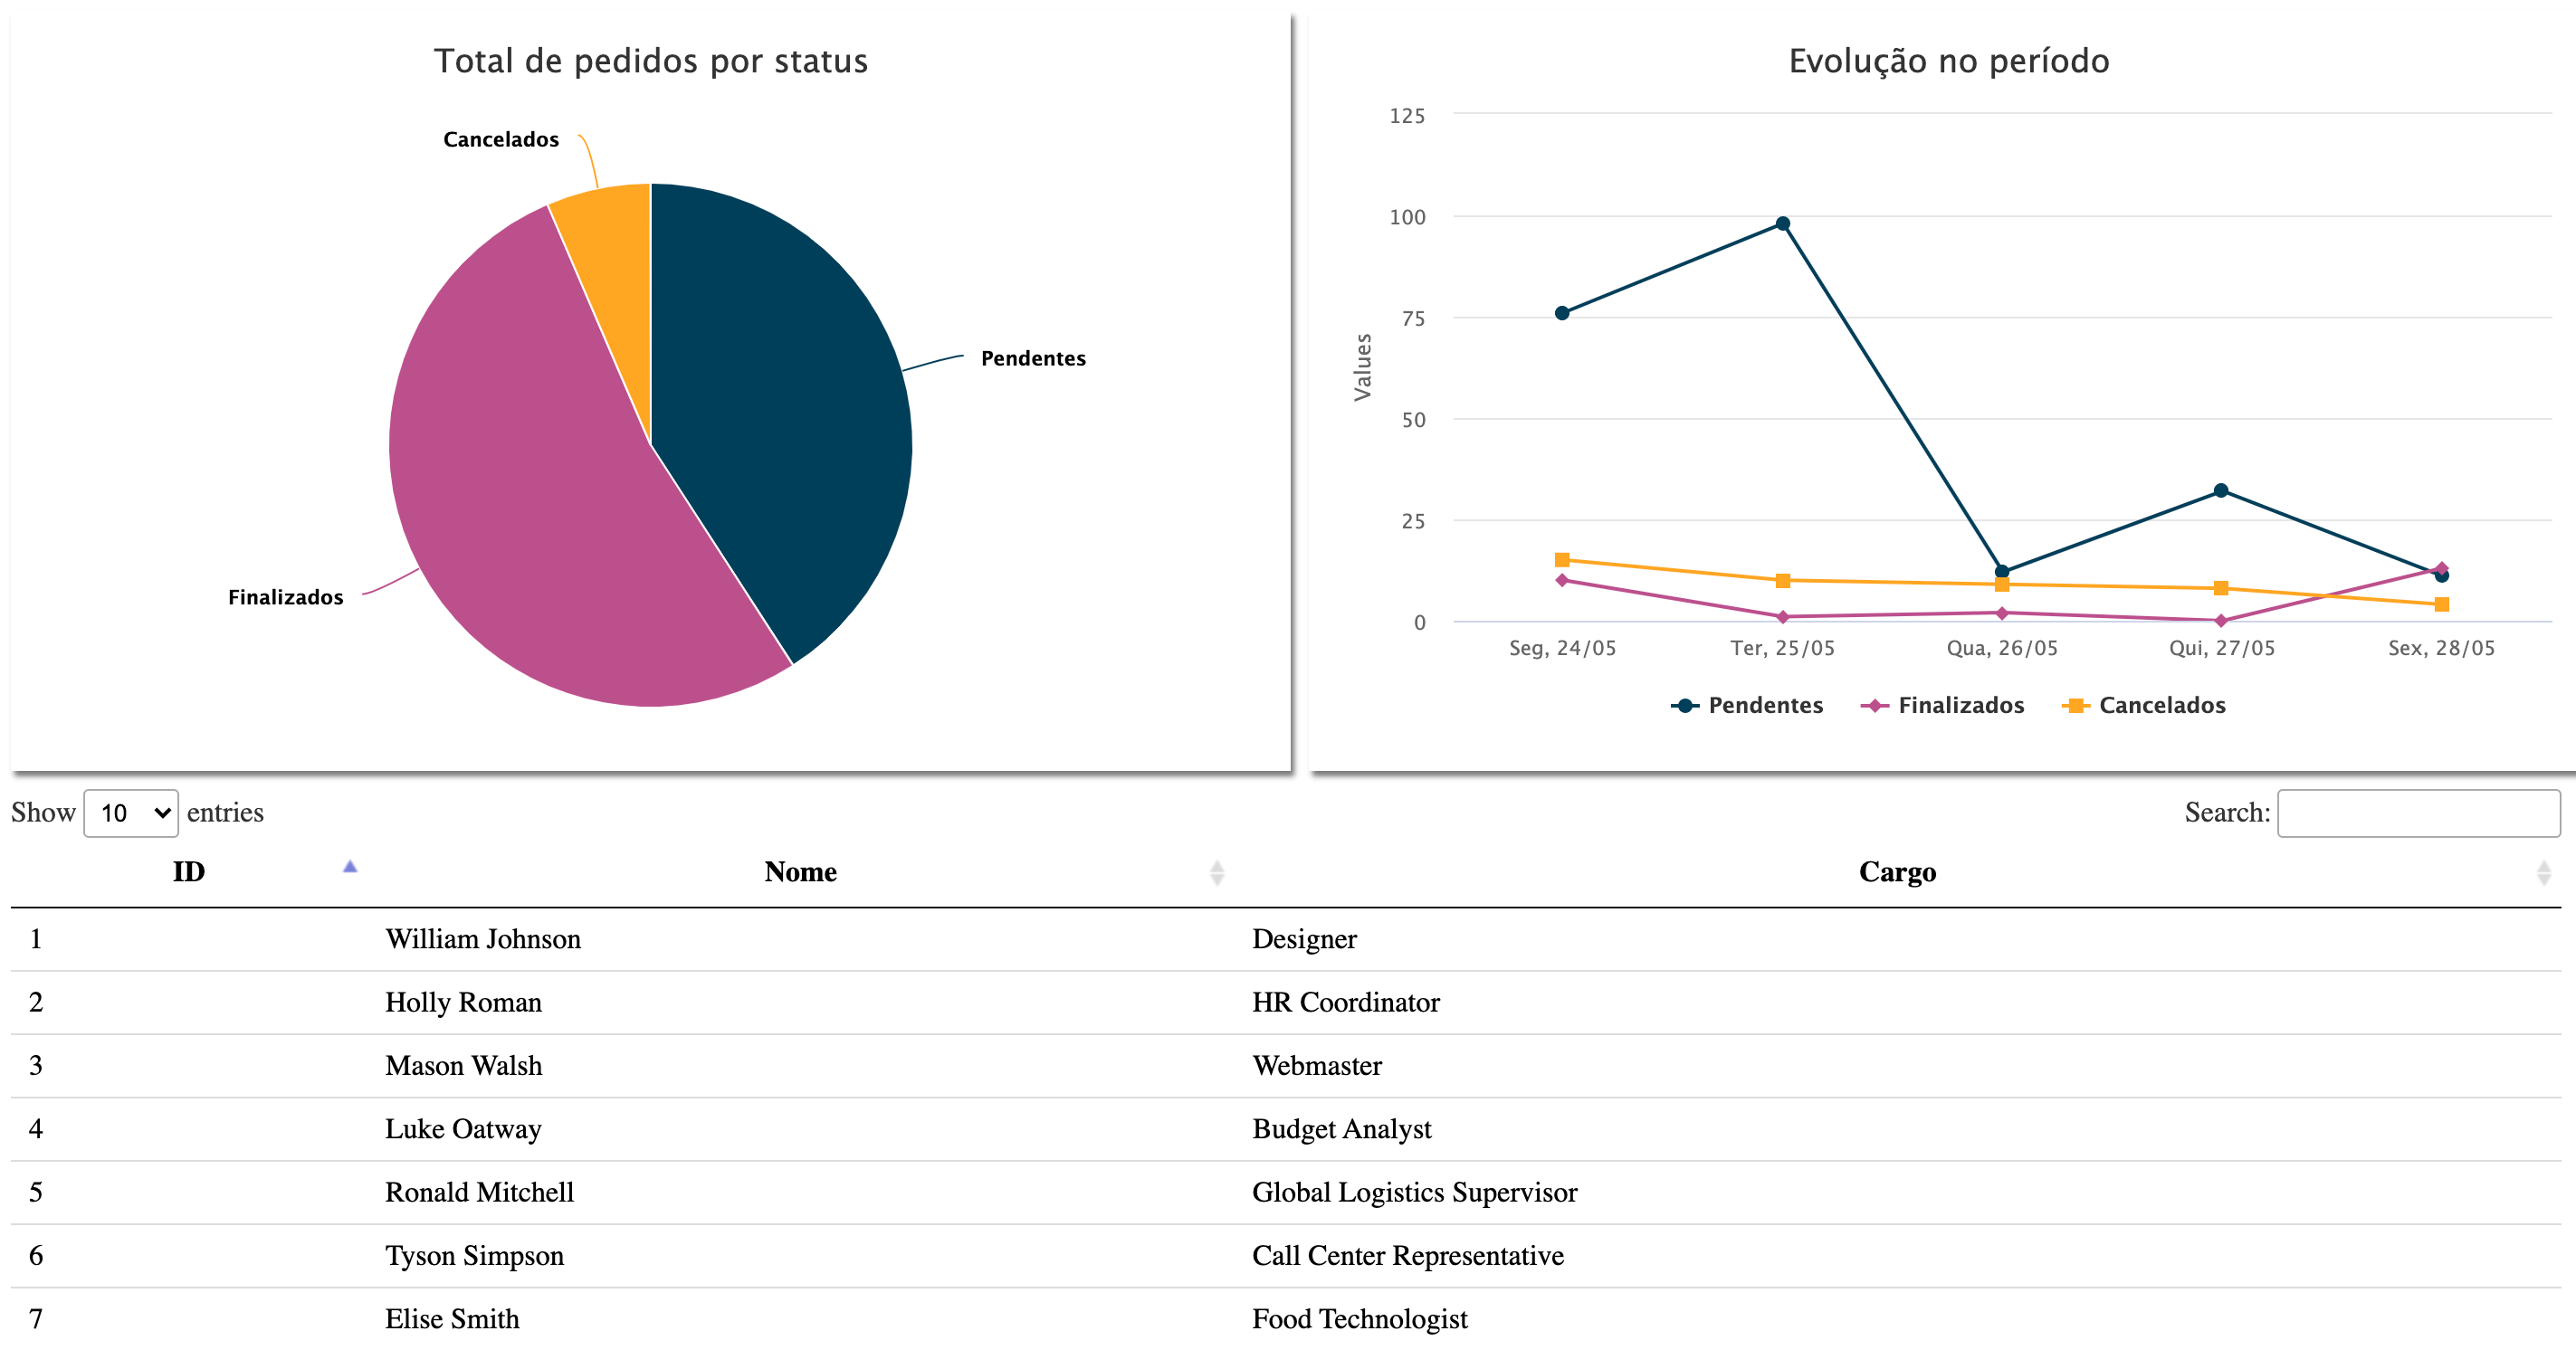 Total de pedidos por status
Cancelados
Pendentes
Finalizados
Evolução no período
125
100
75
50
25
0
Values
Seg, 24/05 Ter, 25/05 Qua, 26/05 Qui, 27/05 Sex, 28/05
Pendentes Finalizados Cancelados
Show 10 entries Search:
ID Nome Cargo
1 William Johnson Designer
2 Holly Roman HR Coordinator
3 Mason Walsh Webmaster
4 Luke Oatway Budget Analyst
5 Ronald Mitchell Global Logistics Supervisor
6 Tyson Simpson Call Center Representative
7 Elise Smith Food Technologist